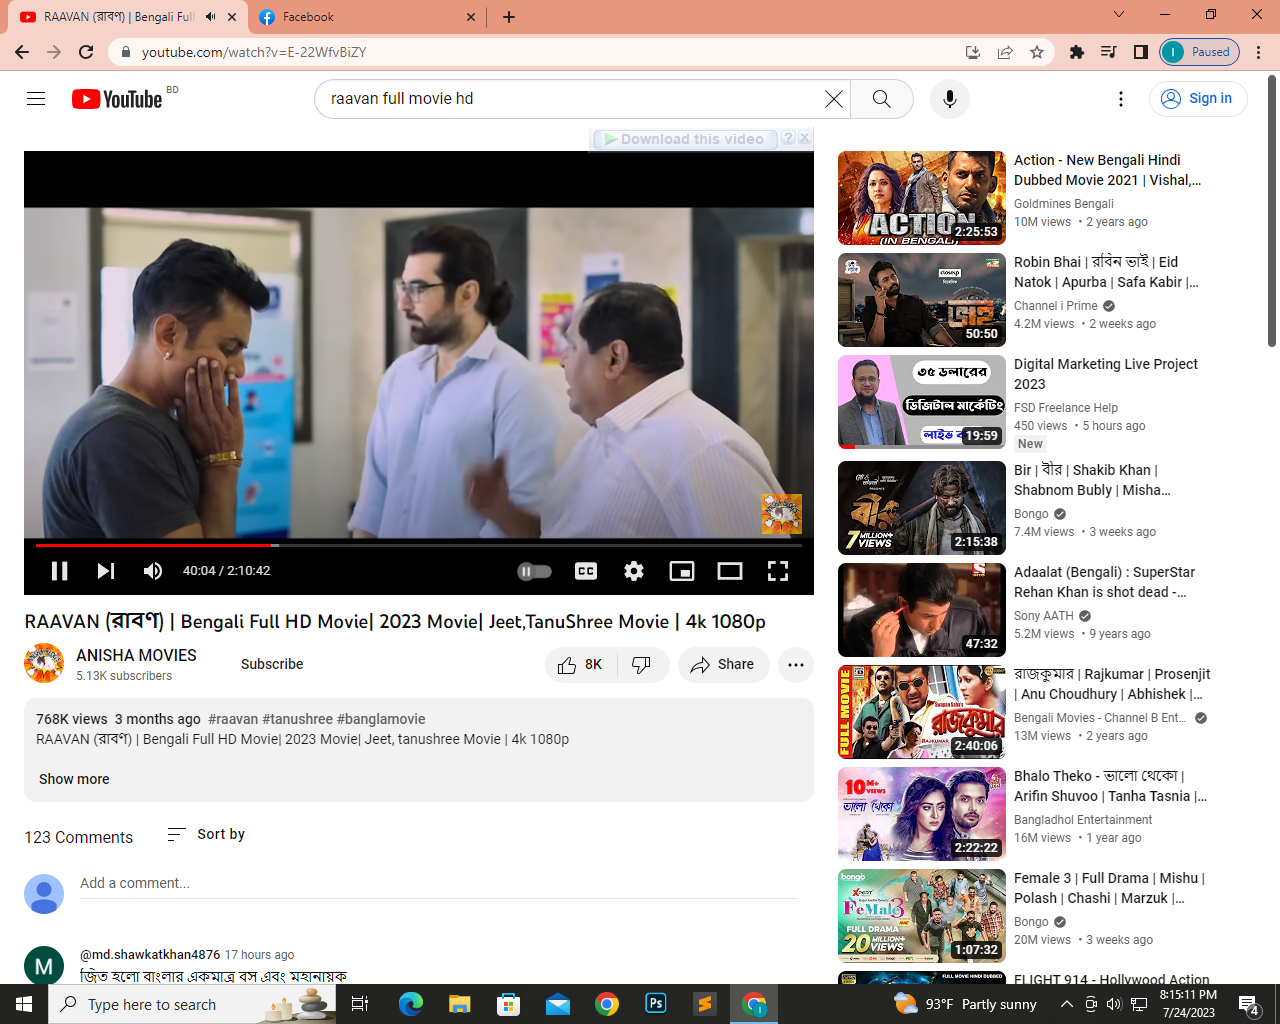 RAAVAN (রাবণ) | Bengali Full
Facebook
youtube.com/watch?v=E-22WfvBiZY
Paused
YouTube BD
raavan full movie hd
Sign in
Download this video ? X
40:04 / 2:10:42
CC
RAAVAN (রাবণ) | Bengali Full HD Movie| 2023 Movie| Jeet,TanuShree Movie | 4k 1080p
ANISHA MOVIES
5.13K subscribers
Subscribe
8K
Share
768K views 3 months ago #raavan #tanushree #banglamovie
RAAVAN (রাবণ) | Bengali Full HD Movie| 2023 Movie| Jeet, tanushree Movie | 4k 1080p
Show more
123 Comments
Sort by
Add a comment...
M
@md.shawkatkhan4876 17 hours ago
জিত হলো বাংলার একমাত্র বস এবং মহানায়ক
ACTION
(IN BENGALI)
2:25:53
Action - New Bengali Hindi
Dubbed Movie 2021 | Vishal,...
Goldmines Bengali
10M views • 2 years ago
closeup
50:50
Robin Bhai | রবিন ভাই | Eid
Natok | Apurba | Safa Kabir |...
Channel i Prime
4.2M views • 2 weeks ago
৩৫ ডলারের
ডিজিটাল মার্কেটিং
লাইভ
19:59
Digital Marketing Live Project
2023
FSD Freelance Help
450 views • 5 hours ago
New
বীর
7 MILLION+
VIEWS
2:15:38
Bir | বীর | Shakib Khan |
Shabnom Bubly | Misha...
Bongo
7.4M views • 3 weeks ago
47:32
Adaalat (Bengali) : SuperStar
Rehan Khan is shot dead -...
Sony AATH
5.2M views • 9 years ago
FULL MOVIE
Swapan Saha's
রাজকুমার
RAJKUMAR
2:40:06
রাজকুমার | Rajkumar | Prosenjit
| Anu Choudhury | Abhishek |...
Bengali Movies - Channel B Ent...
13M views • 2 years ago
10M+
VIEWS
ভালো থেকো
2:22:22
Bhalo Theko - ভালো থেকো |
Arifin Shuvoo | Tanha Tasnia |...
Bangladhol Entertainment
16M views • 1 year ago
bongo
FeMale 3
FULL DRAMA
20 MILLION+
VIEWS
1:07:32
Female 3 | Full Drama | Mishu |
Polash | Chashi | Marzuk |...
Bongo
20M views • 3 weeks ago
FULL MOVIE HINDI DUBBED
FLIGHT 914 - Hollywood Action
Type here to search
Ps
93°F Partly sunny
8:15:11 PM
7/24/2023
4